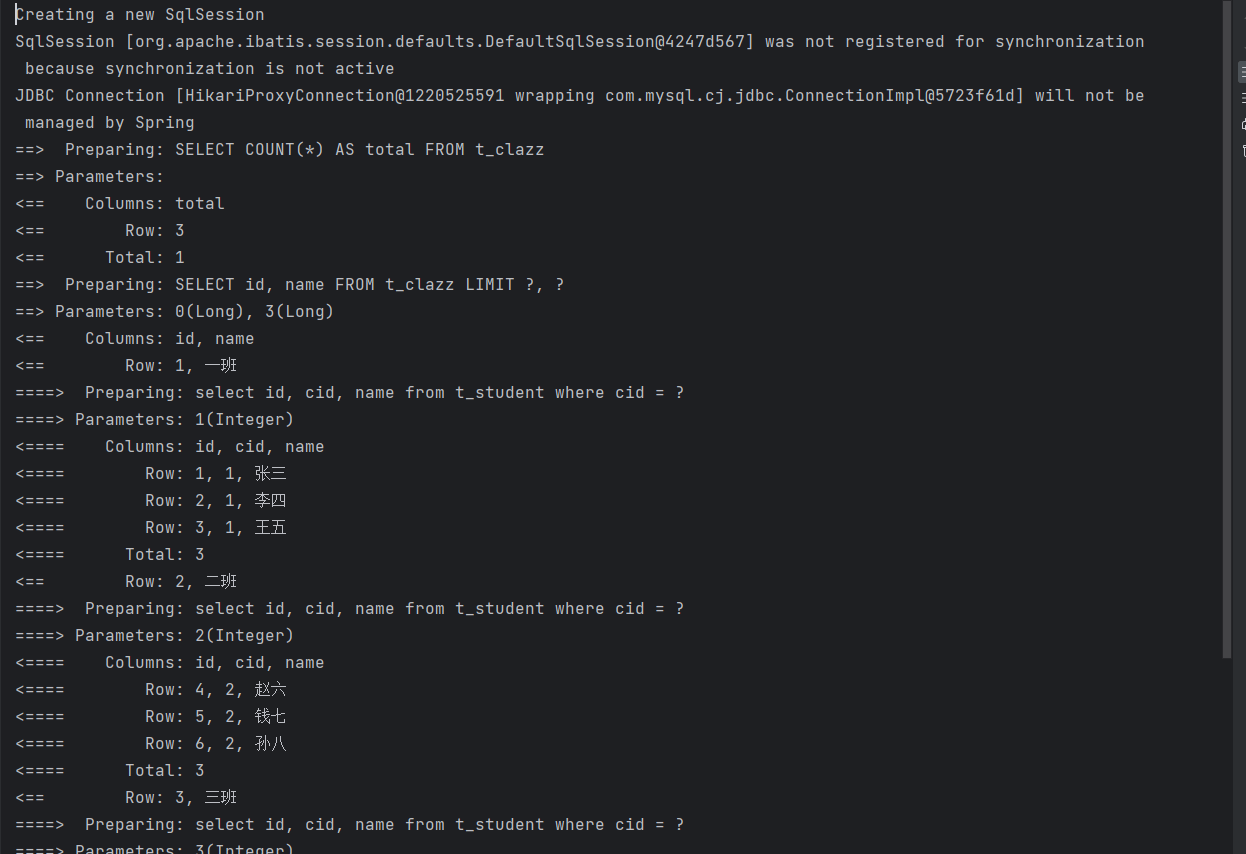 Creating a new SqlSession
SqlSession [org.apache.ibatis.session.defaults.DefaultSqlSession@4247d567] was not registered for synchronization
 because synchronization is not active
JDBC Connection [HikariProxyConnection@1220525591 wrapping com.mysql.cj.jdbc.ConnectionImpl@5723f61d] will not be
 managed by Spring
==>  Preparing: SELECT COUNT(*) AS total FROM t_clazz
==> Parameters:
<==    Columns: total
<==        Row: 3
<==      Total: 1
==>  Preparing: SELECT id, name FROM t_clazz LIMIT ?, ?
==> Parameters: 0(Long), 3(Long)
<==    Columns: id, name
<==        Row: 1, 一班
====>  Preparing: select id, cid, name from t_student where cid = ?
====> Parameters: 1(Integer)
<====    Columns: id, cid, name
<====        Row: 1, 1, 张三
<====        Row: 2, 1, 李四
<====        Row: 3, 1, 王五
<====      Total: 3
<==        Row: 2, 二班
====>  Preparing: select id, cid, name from t_student where cid = ?
====> Parameters: 2(Integer)
<====    Columns: id, cid, name
<====        Row: 4, 2, 赵六
<====        Row: 5, 2, 钱七
<====        Row: 6, 2, 孙八
<====      Total: 3
<==        Row: 3, 三班
====>  Preparing: select id, cid, name from t_student where cid = ?
====> Parameters: 3(Integer)